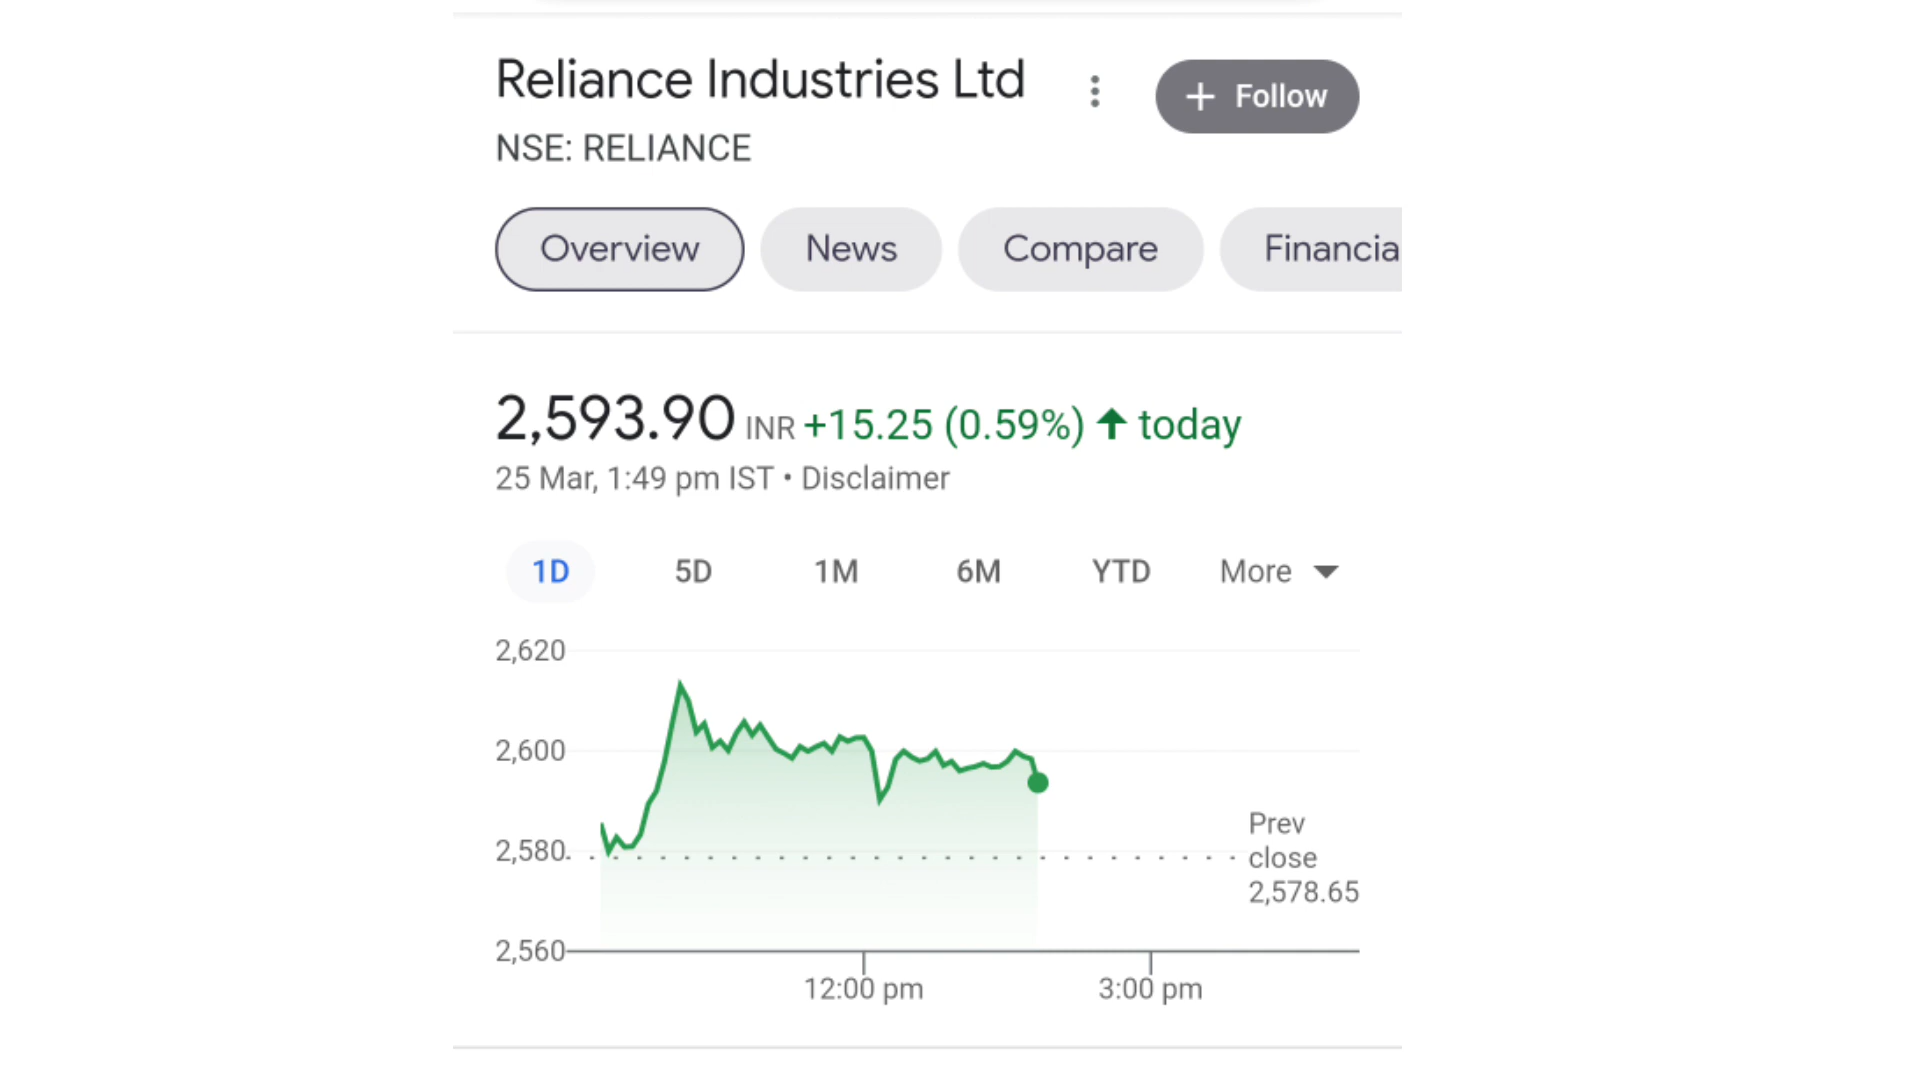 Reliance Industries Ltd
+ Follow
NSE: RELIANCE
Overview News Compare Financia
2,593.90 INR +15.25 (0.59%) ↑ today
25 Mar, 1:49 pm IST • Disclaimer
1D 5D 1M 6M YTD More
2,620
2,600
2,580
2,560
Prev
close
2,578.65
12:00 pm 3:00 pm